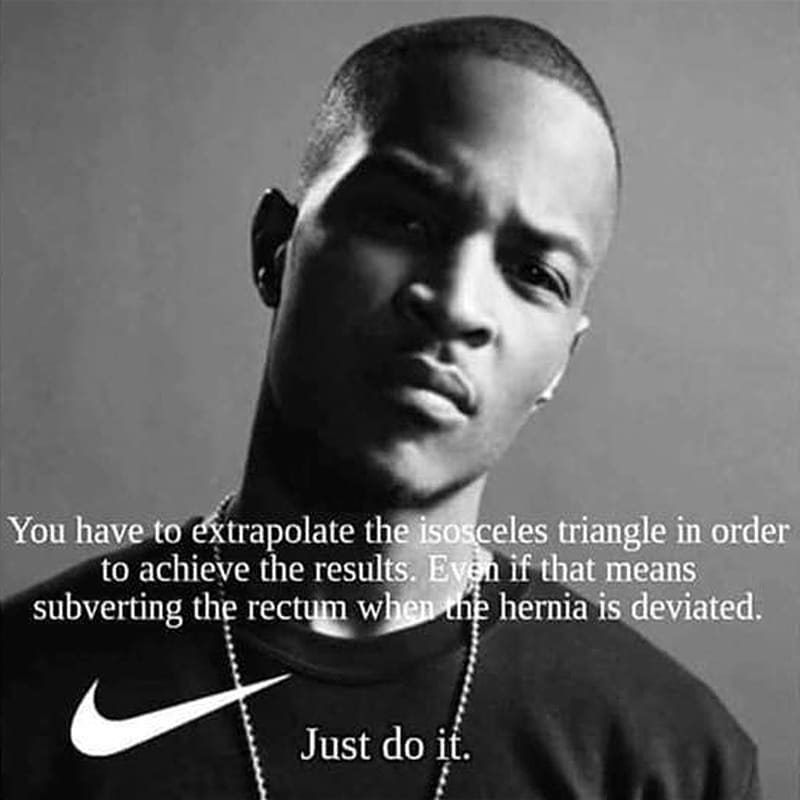 You have to extrapolate the isosceles triangle in order
to achieve the results. Even if that means
subverting the rectum when the hernia is deviated.
Just do it.